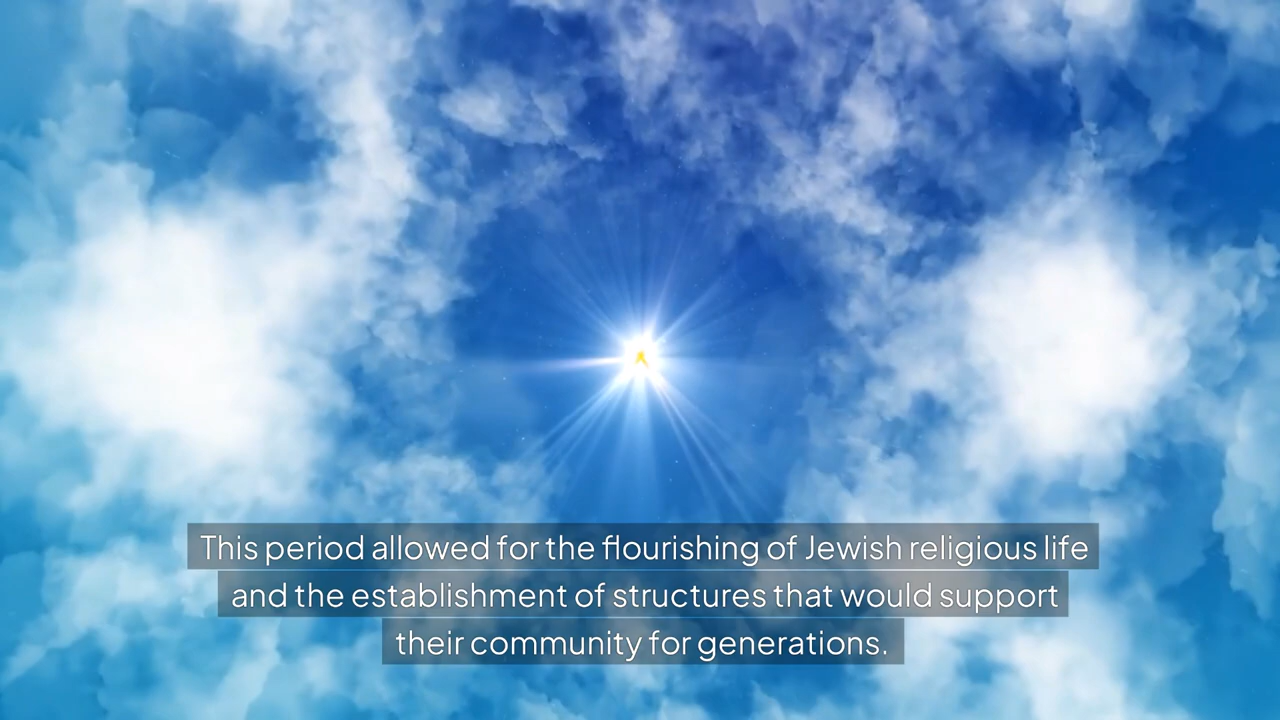 This period allowed for the flourishing of Jewish religious life
and the establishment of structures that would support
their community for generations.